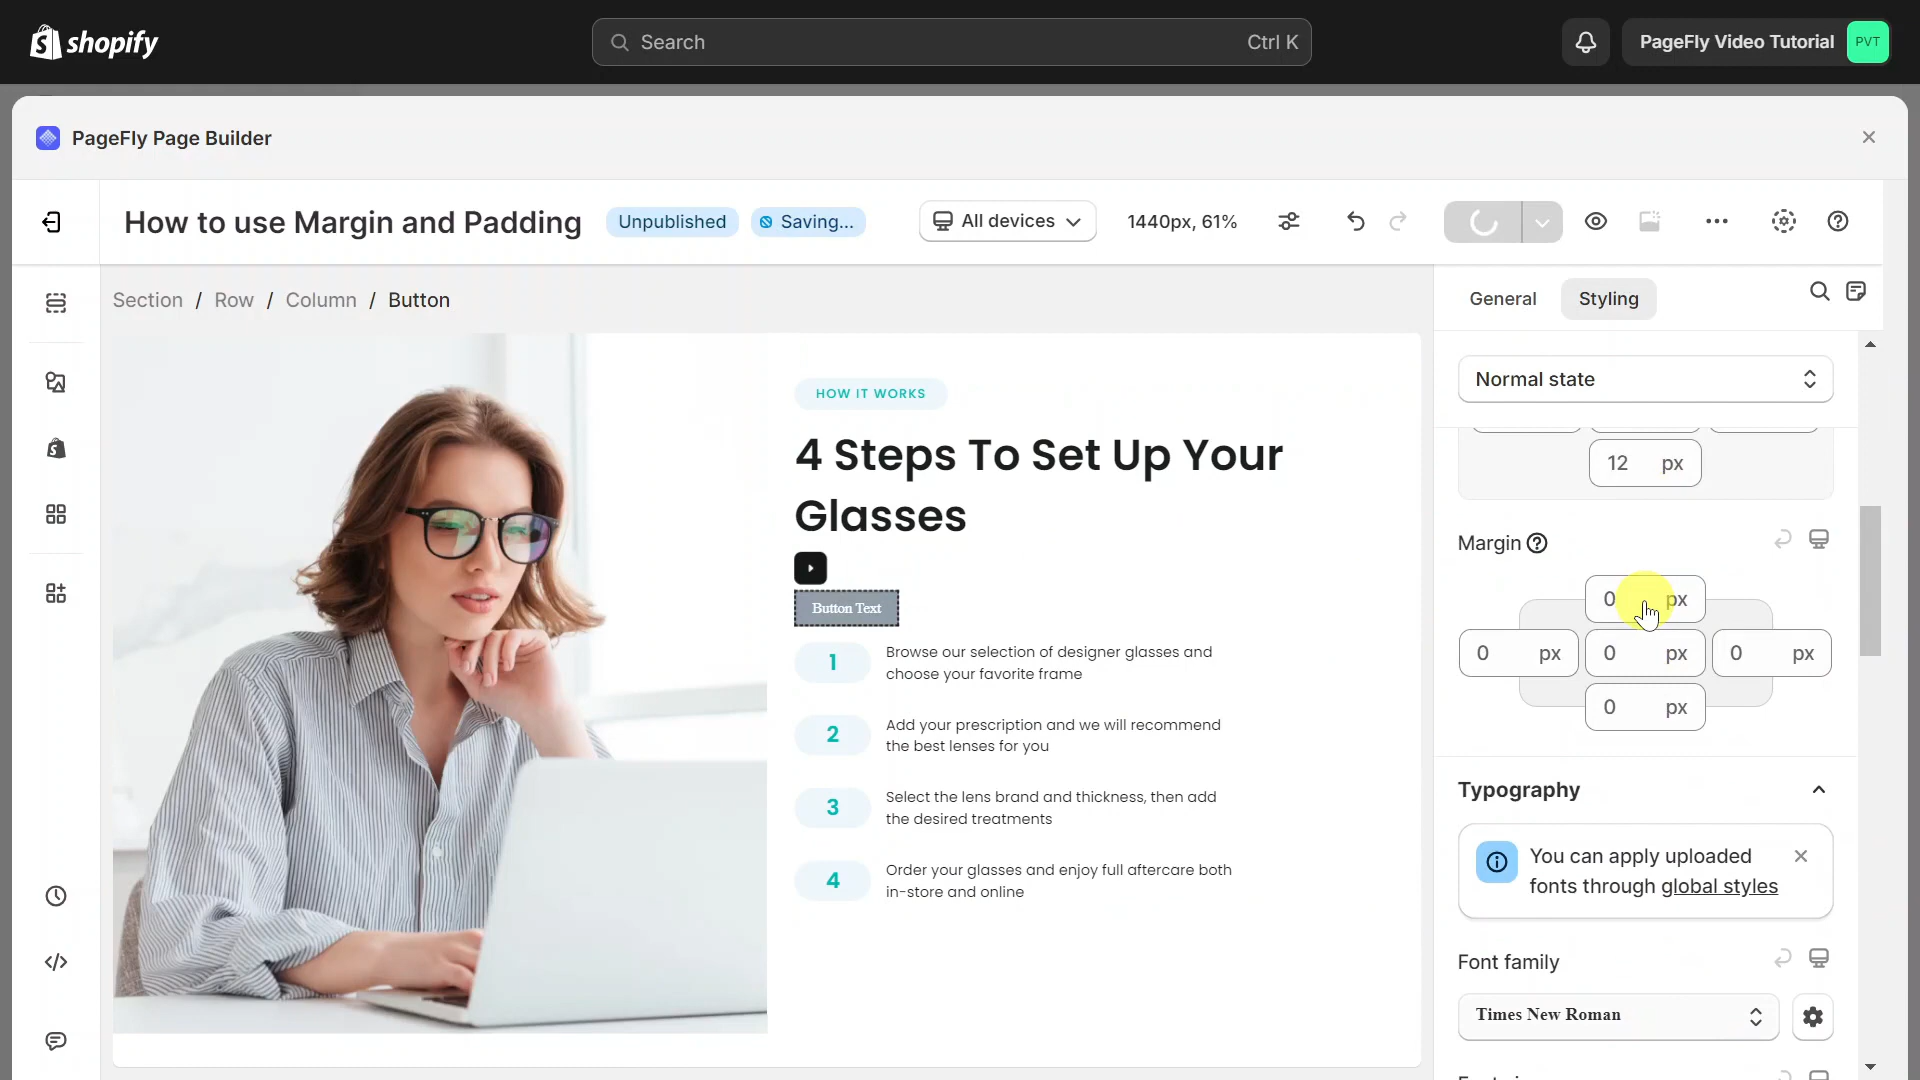 shopify
Search
Ctrl K
PageFly Video Tutorial
PVT
PageFly Page Builder
How to use Margin and Padding
Unpublished
Saving...
All devices
1440px, 61%
Section / Row / Column / Button
General
Styling
Normal state
HOW IT WORKS
4 Steps To Set Up Your
Glasses
Button Text
1
Browse our selection of designer glasses and
choose your favorite frame
2
Add your prescription and we will recommend
the best lenses for you
3
Select the lens brand and thickness, then add
the desired treatments
4
Order your glasses and enjoy full aftercare both
in-store and online
12 px
Margin
0 px
0 px
0 px
0 px
0 px
Typography
You can apply uploaded
fonts through global styles
Font family
Times New Roman